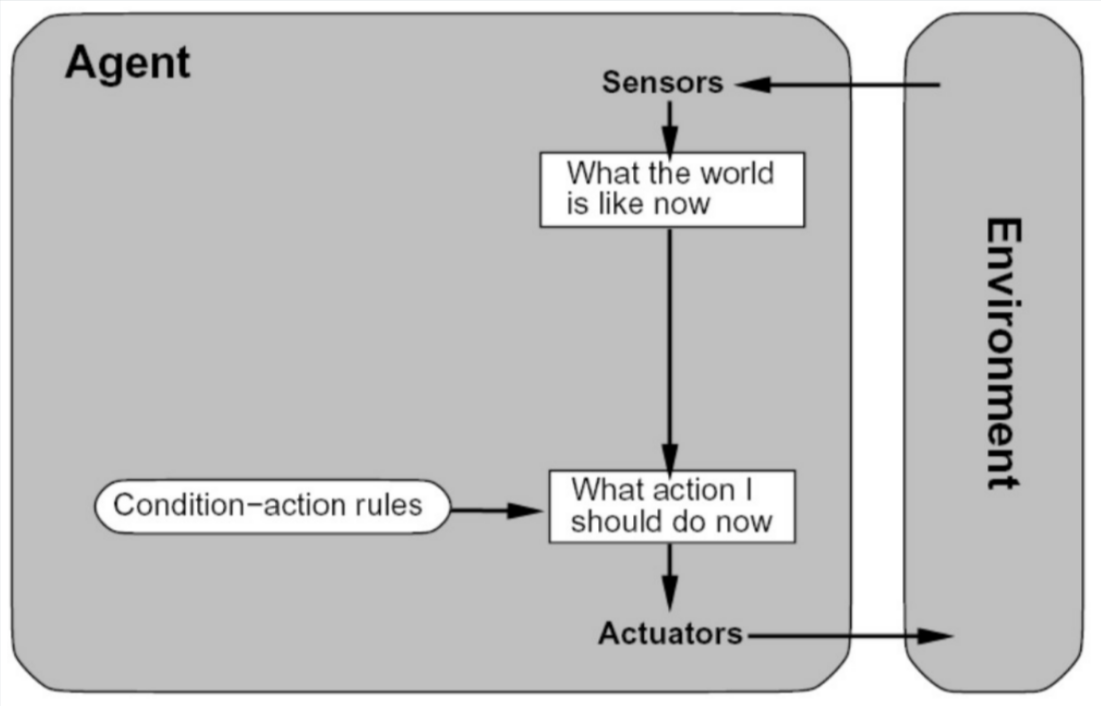 Agent
Sensors
What the world
is like now
Environment
Condition−action rules
What action I
should do now
Actuators